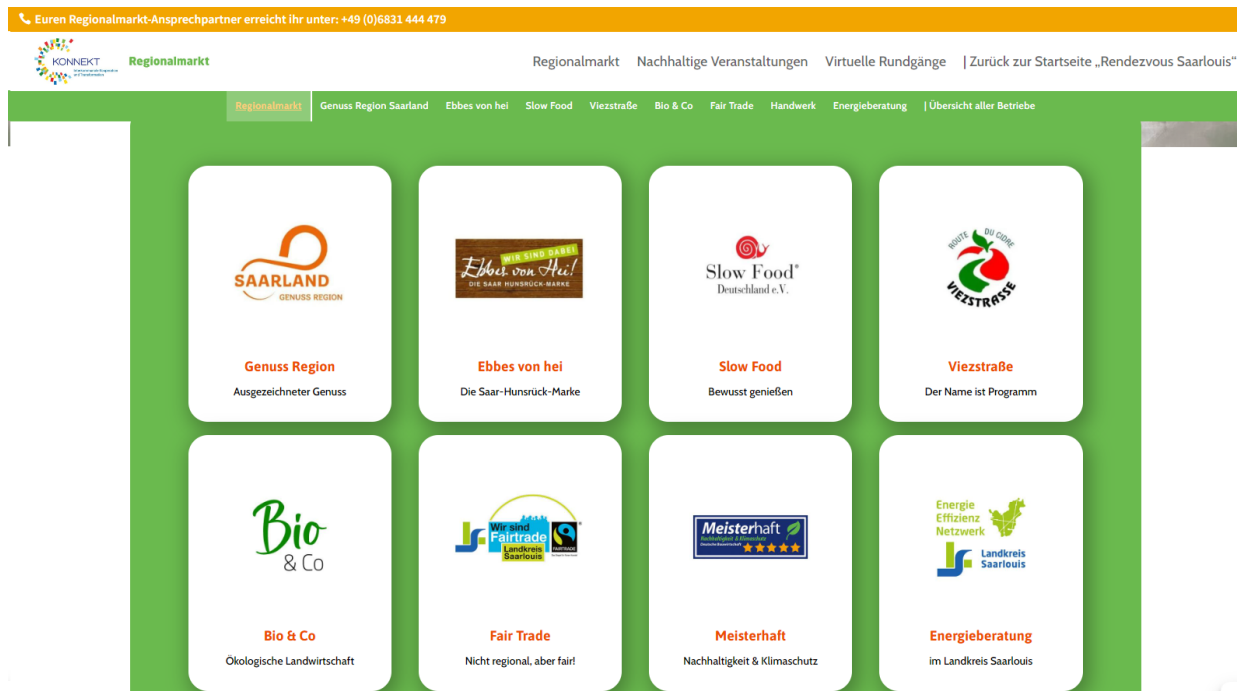 Euren Regionalmarkt-Ansprechpartner erreicht ihr unter: +49 (0)6831 444 479
KONNEKT
Regionalmarkt
Regionalmarkt Nachhaltige Veranstaltungen Virtuelle Rundgänge | Zurück zur Startseite „Rendezvous Saarlouis“
Regionalmarkt Genuss Region Saarland Ebbes von hei Slow Food Viezstraße Bio & Co Fair Trade Handwerk Energieberatung | Übersicht aller Betriebe
SAARLAND
GENUSS REGION
Genuss Region
Ausgezeichneter Genuss
WIR SIND DABEI
Ebbes von Hei!
DIE SAAR HUNSRÜCK-MARKE
Ebbes von hei
Die Saar-Hunsrück-Marke
Slow Food®
Deutschland e.V.
Slow Food
Bewusst genießen
ROUTE DU CIDRE
VIEZSTRASSE
Viezstraße
Der Name ist Programm
Bio
& Co
Bio & Co
Ökologische Landwirtschaft
Wir sind
Fairtrade
Landkreis
Saarlouis
FAIRTRADE
Fair Trade
Nicht regional, aber fair!
Meisterhaft
Nachhaltigkeit & Klimaschutz
Deutsche Bauwirtschaft
Meisterhaft
Nachhaltigkeit & Klimaschutz
Energie
Effizienz
Netzwerk
Landkreis
Saarlouis
Energieberatung
im Landkreis Saarlouis